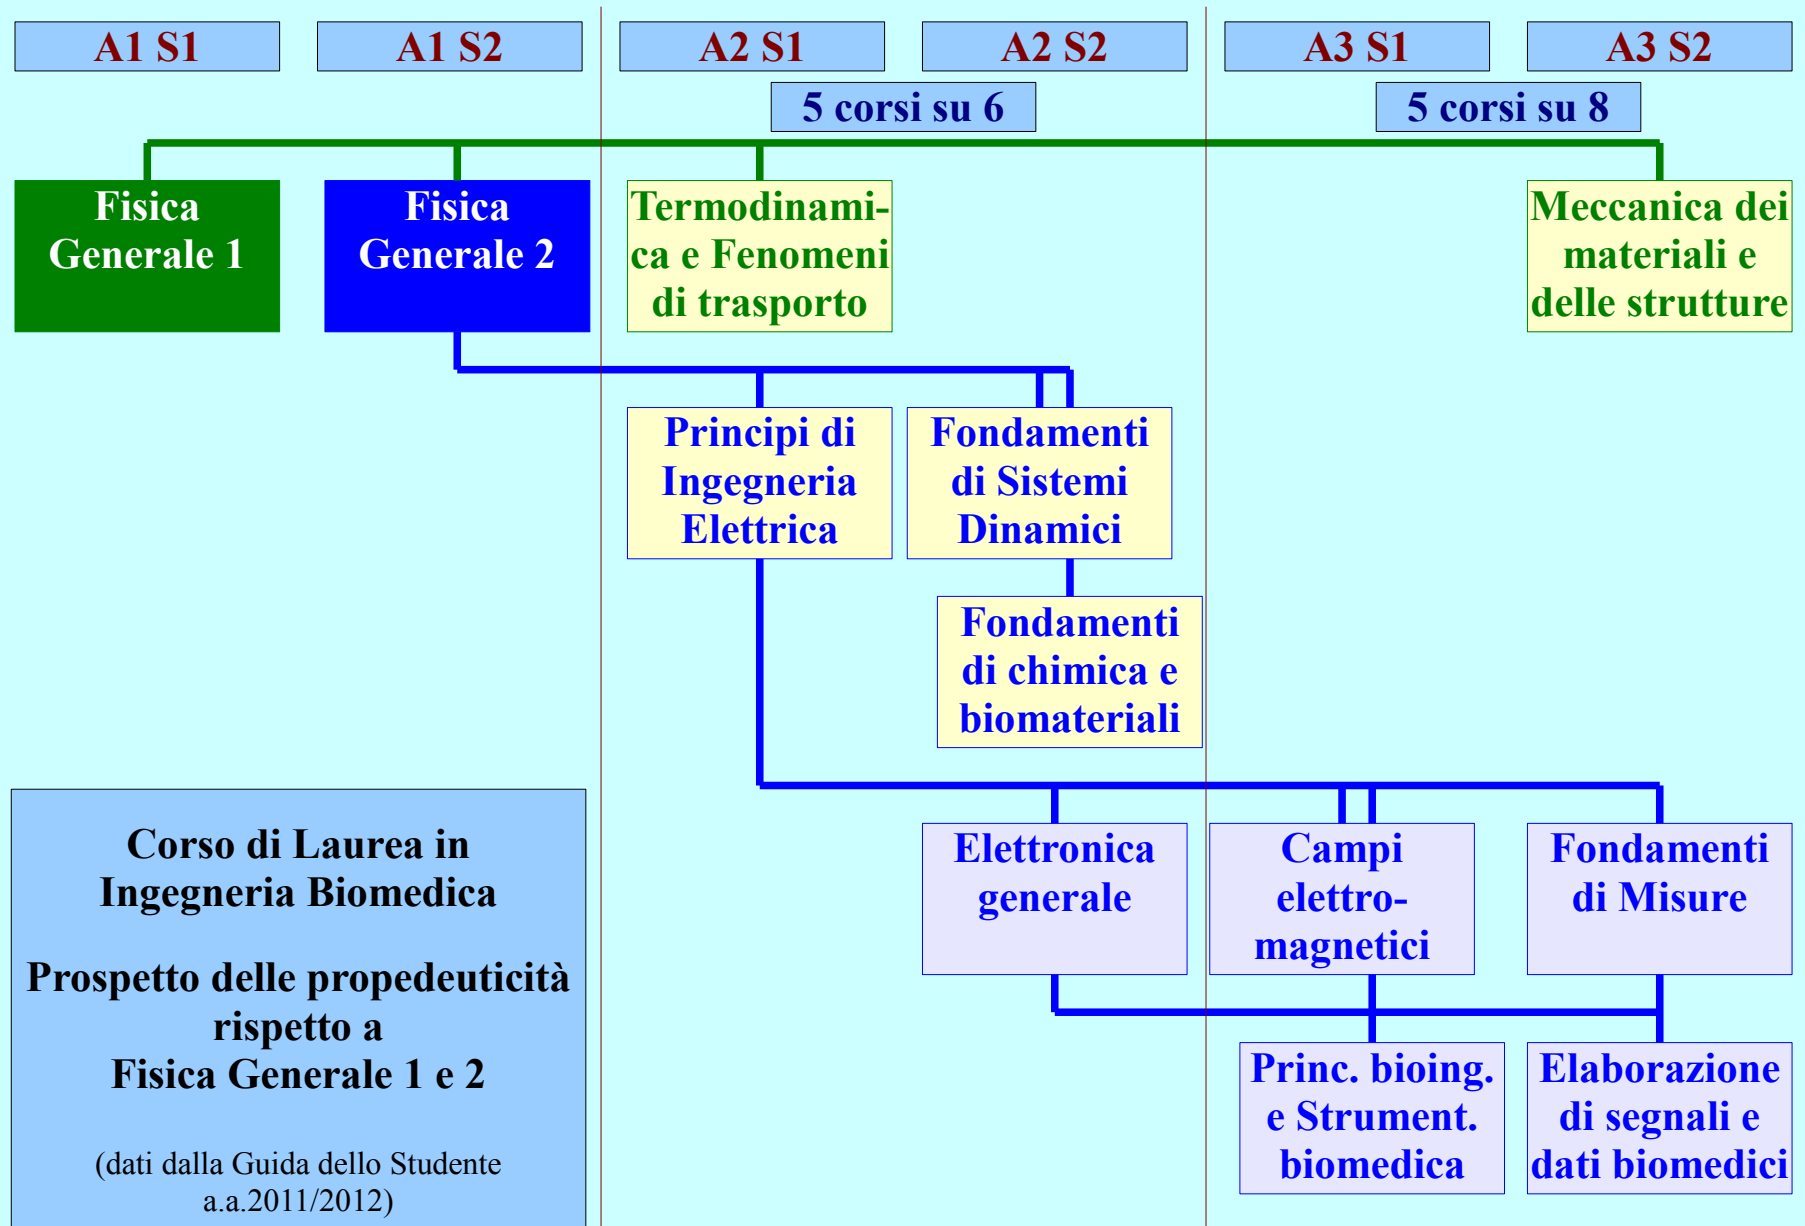 A1 S1
A1 S2
A2 S1
A2 S2
A3 S1
A3 S2
5 corsi su 6
5 corsi su 8
Fisica
Generale 1
Fisica
Generale 2
Termodinami-
ca e Fenomeni
di trasporto
Meccanica dei
materiali e
delle strutture
Principi di
Ingegneria
Elettrica
Fondamenti
di Sistemi
Dinamici
Fondamenti
di chimica e
biomateriali
Elettronica
generale
Campi
elettro-
magnetici
Fondamenti
di Misure
Princ. bioing.
e Strument.
biomedica
Elaborazione
di segnali e
dati biomedici
Corso di Laurea in
Ingegneria Biomedica
Prospetto delle propedeuticità
rispetto a
Fisica Generale 1 e 2
(dati dalla Guida dello Studente
a.a.2011/2012)